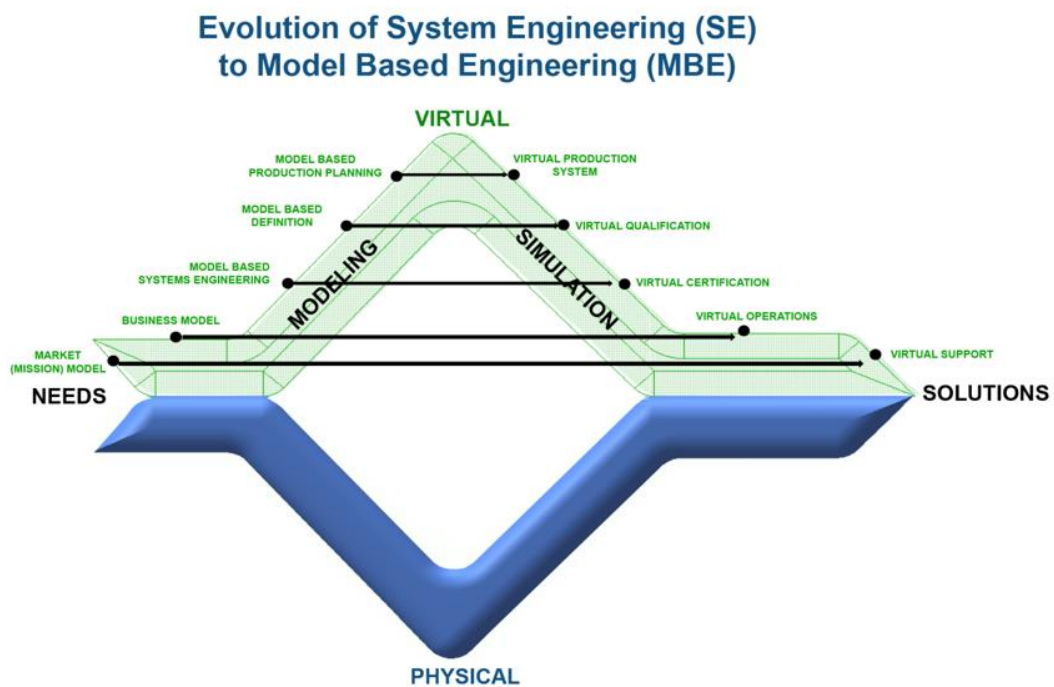 Evolution of System Engineering (SE)
to Model Based Engineering (MBE)
VIRTUAL
MODEL BASED
PRODUCTION PLANNING
VIRTUAL PRODUCTION
SYSTEM
MODEL BASED
DEFINITION
VIRTUAL QUALIFICATION
MODELING
SIMULATION
MODEL BASED
SYSTEMS ENGINEERING
VIRTUAL CERTIFICATION
BUSINESS MODEL
VIRTUAL OPERATIONS
MARKET
(MISSION) MODEL
VIRTUAL SUPPORT
NEEDS
SOLUTIONS
PHYSICAL